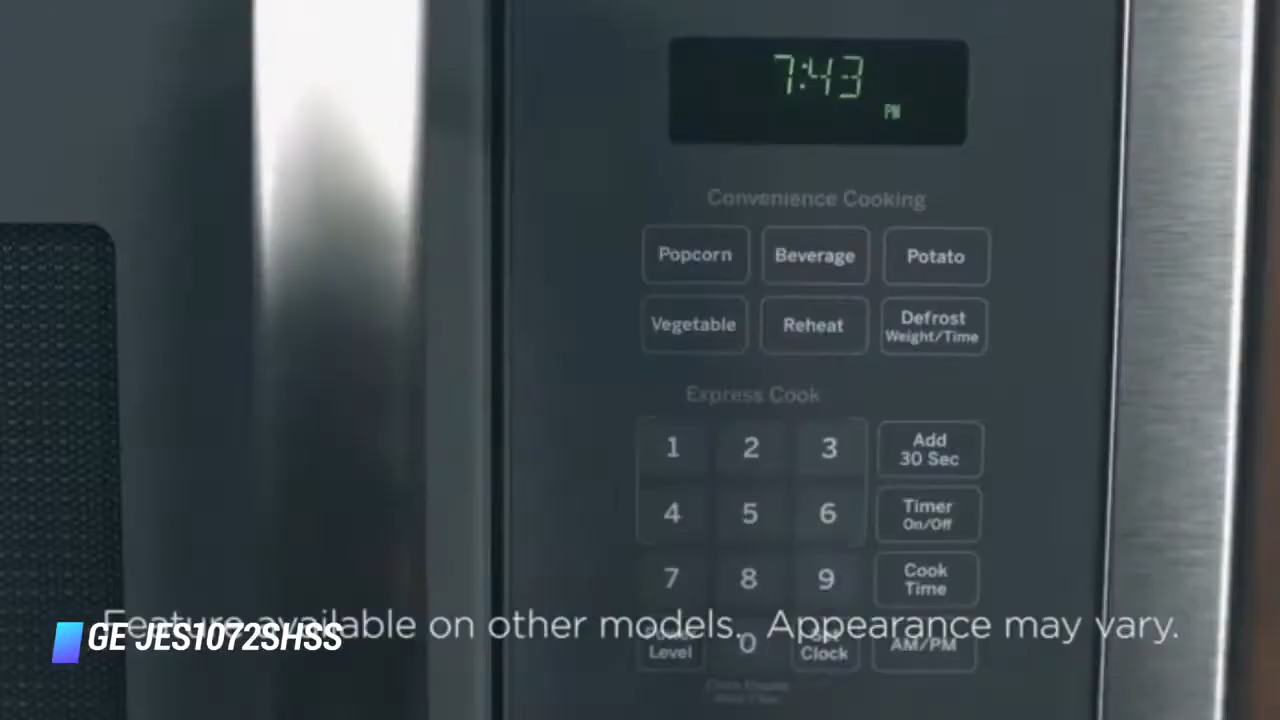 7:43
PM
Convenience Cooking
Popcorn
Beverage
Potato
Vegetable
Reheat
Defrost
Weight/Time
Express Cook
1 2 3
Add
30 Sec
4 5 6
Timer
On/Off
7 8 9
Cook
Time
Feature available on other models. Appearance may vary.
GE JES1072SHSS
Level
0
Set
Clock
AM/PM